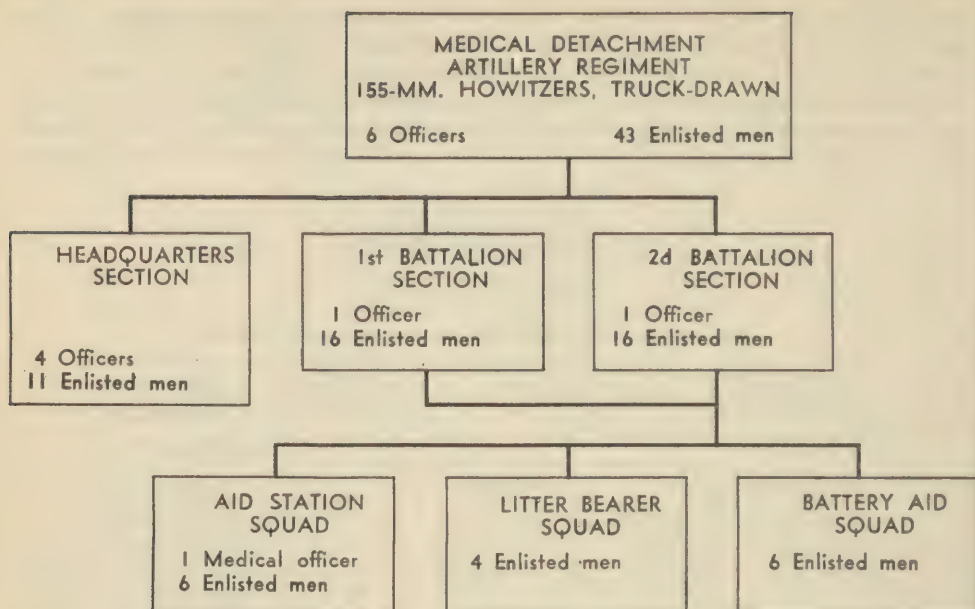 MEDICAL DETACHMENT
ARTILLERY REGIMENT
155-MM. HOWITZERS, TRUCK-DRAWN
6 Officers 43 Enlisted men
HEADQUARTERS
SECTION
4 Officers
11 Enlisted men
1st BATTALION
SECTION
1 Officer
16 Enlisted men
2d BATTALION
SECTION
1 Officer
16 Enlisted men
AID STATION
SQUAD
1 Medical officer
6 Enlisted men
LITTER BEARER
SQUAD
4 Enlisted men
BATTERY AID
SQUAD
6 Enlisted men